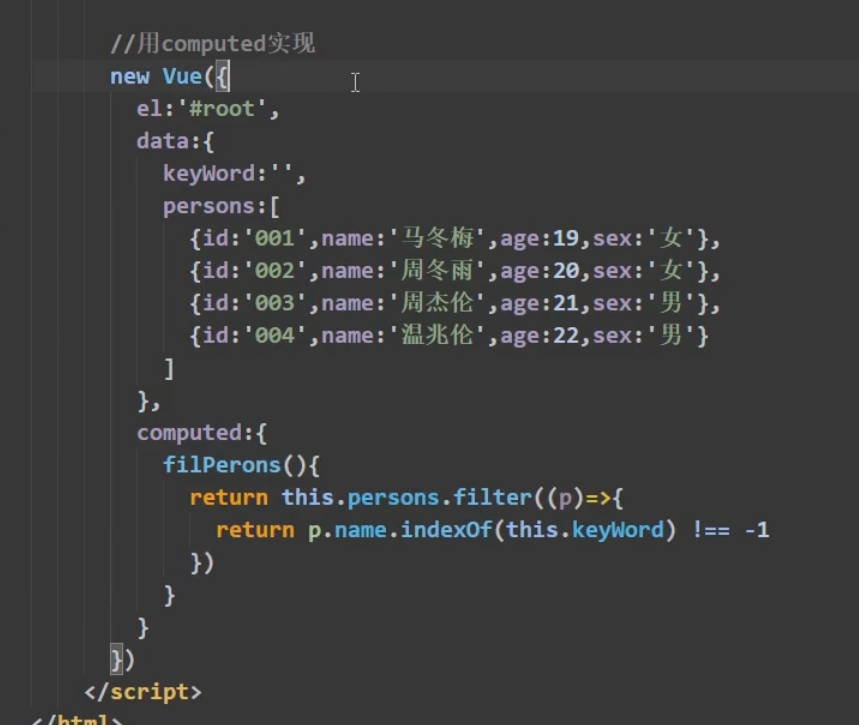 //用computed实现
new Vue({
el:'#root',
data:{
keyWord:'',
persons:[
{id:'001',name:'马冬梅',age:19,sex:'女'},
{id:'002',name:'周冬雨',age:20,sex:'女'},
{id:'003',name:'周杰伦',age:21,sex:'男'},
{id:'004',name:'温兆伦',age:22,sex:'男'}
]
},
computed:{
filPerons(){
return this.persons.filter((p)=>{
return p.name.indexOf(this.keyWord) !== -1
})
}
}
})
</script>
</html>